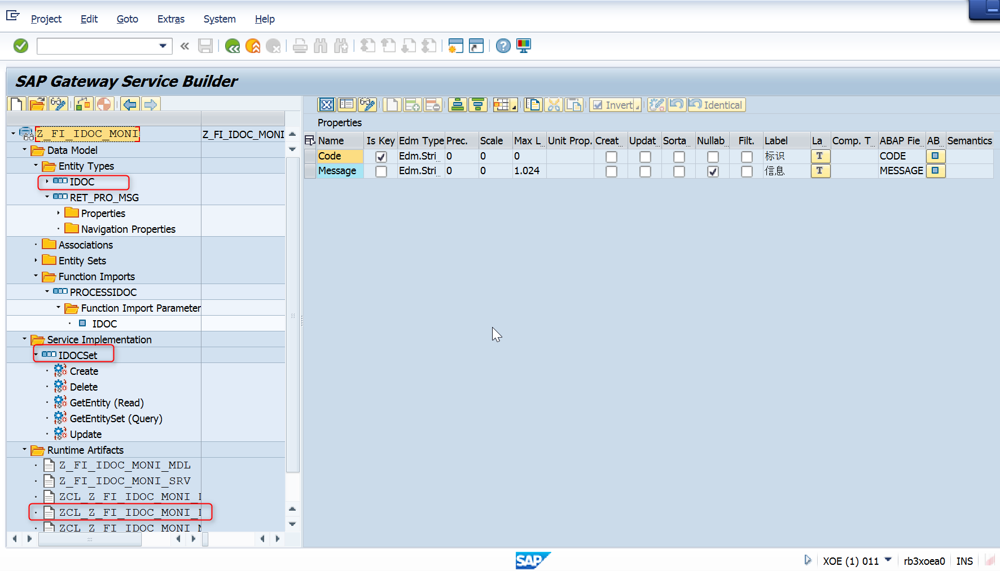 Project Edit Goto Extras System Help
SAP Gateway Service Builder
Invert Identical
Properties
Name Is Key Edm Type Prec. Scale Max L Unit Prop. Creat Updat Sorta Nullab Filt. Label La Comp. T ABAP Fie AB Semantics
Code Edm.Stri 0 0 0 标识 T CODE
Message Edm.Stri 0 0 1.024 信息 T MESSAGE
Z_FI_IDOC_MONI Z_FI_IDOC_MONI
Data Model
Entity Types
IDOC
RET_PRO_MSG
Properties
Navigation Properties
Associations
Entity Sets
Function Imports
PROCESSIDOC
Function Import Parameter
IDOC
Service Implementation
IDOCSet
Create
Delete
GetEntity (Read)
GetEntitySet (Query)
Update
Runtime Artifacts
Z_FI_IDOC_MONI_MDL
Z_FI_IDOC_MONI_SRV
ZCL_Z_FI_IDOC_MONI_
ZCL_Z_FI_IDOC_MONI_
ZCL_Z_FI_IDOC_MONI_
SAP XOE (1) 011 rb3xoea0 INS